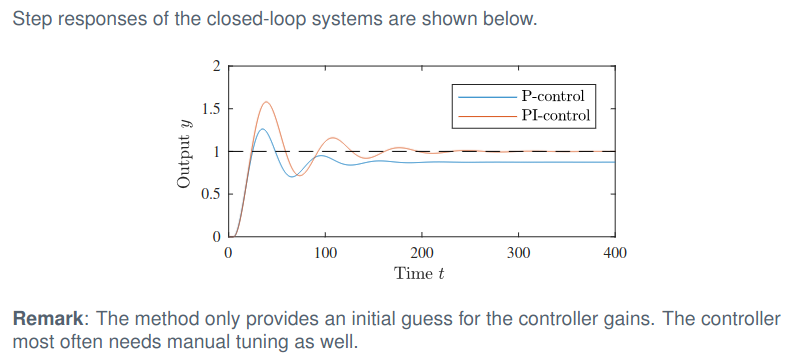 Step responses of the closed-loop systems are shown below.
2
1.5
1
0.5
0
Output y
P-control
PI-control
0 100 200 300 400
Time t
Remark: The method only provides an initial guess for the controller gains. The controller
most often needs manual tuning as well.